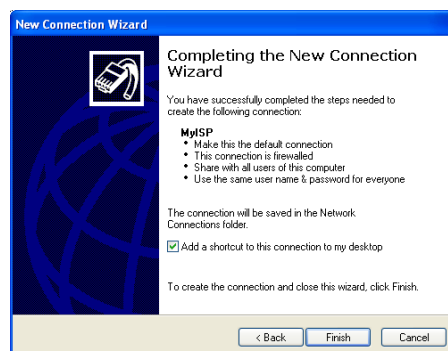 New Connection Wizard
Completing the New Connection
Wizard
You have successfully completed the steps needed to
create the following connection:
MyISP
• Make this the default connection
• This connection is firewalled
• Share with all users of this computer
• Use the same user name & password for everyone
The connection will be saved in the Network
Connections folder.
Add a shortcut to this connection to my desktop
To create the connection and close this wizard, click Finish.
< Back Finish Cancel